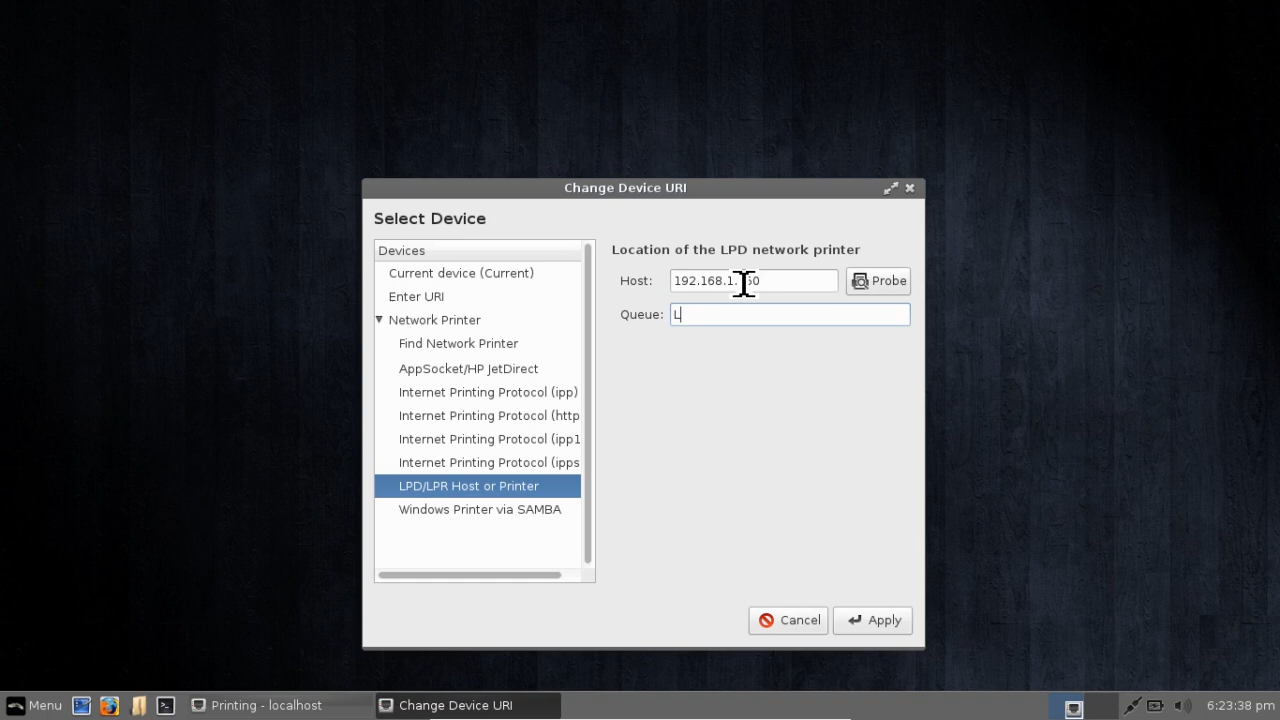 Change Device URI
Select Device
Devices
Current device (Current)
Enter URI
Network Printer
Find Network Printer
AppSocket/HP JetDirect
Internet Printing Protocol (ipp)
Internet Printing Protocol (http
Internet Printing Protocol (ipp1
Internet Printing Protocol (ipps
LPD/LPR Host or Printer
Windows Printer via SAMBA
Location of the LPD network printer
Host:
Probe
Queue: L
Cancel
Apply
Menu
Printing - localhost
Change Device URI
6:23:38 pm